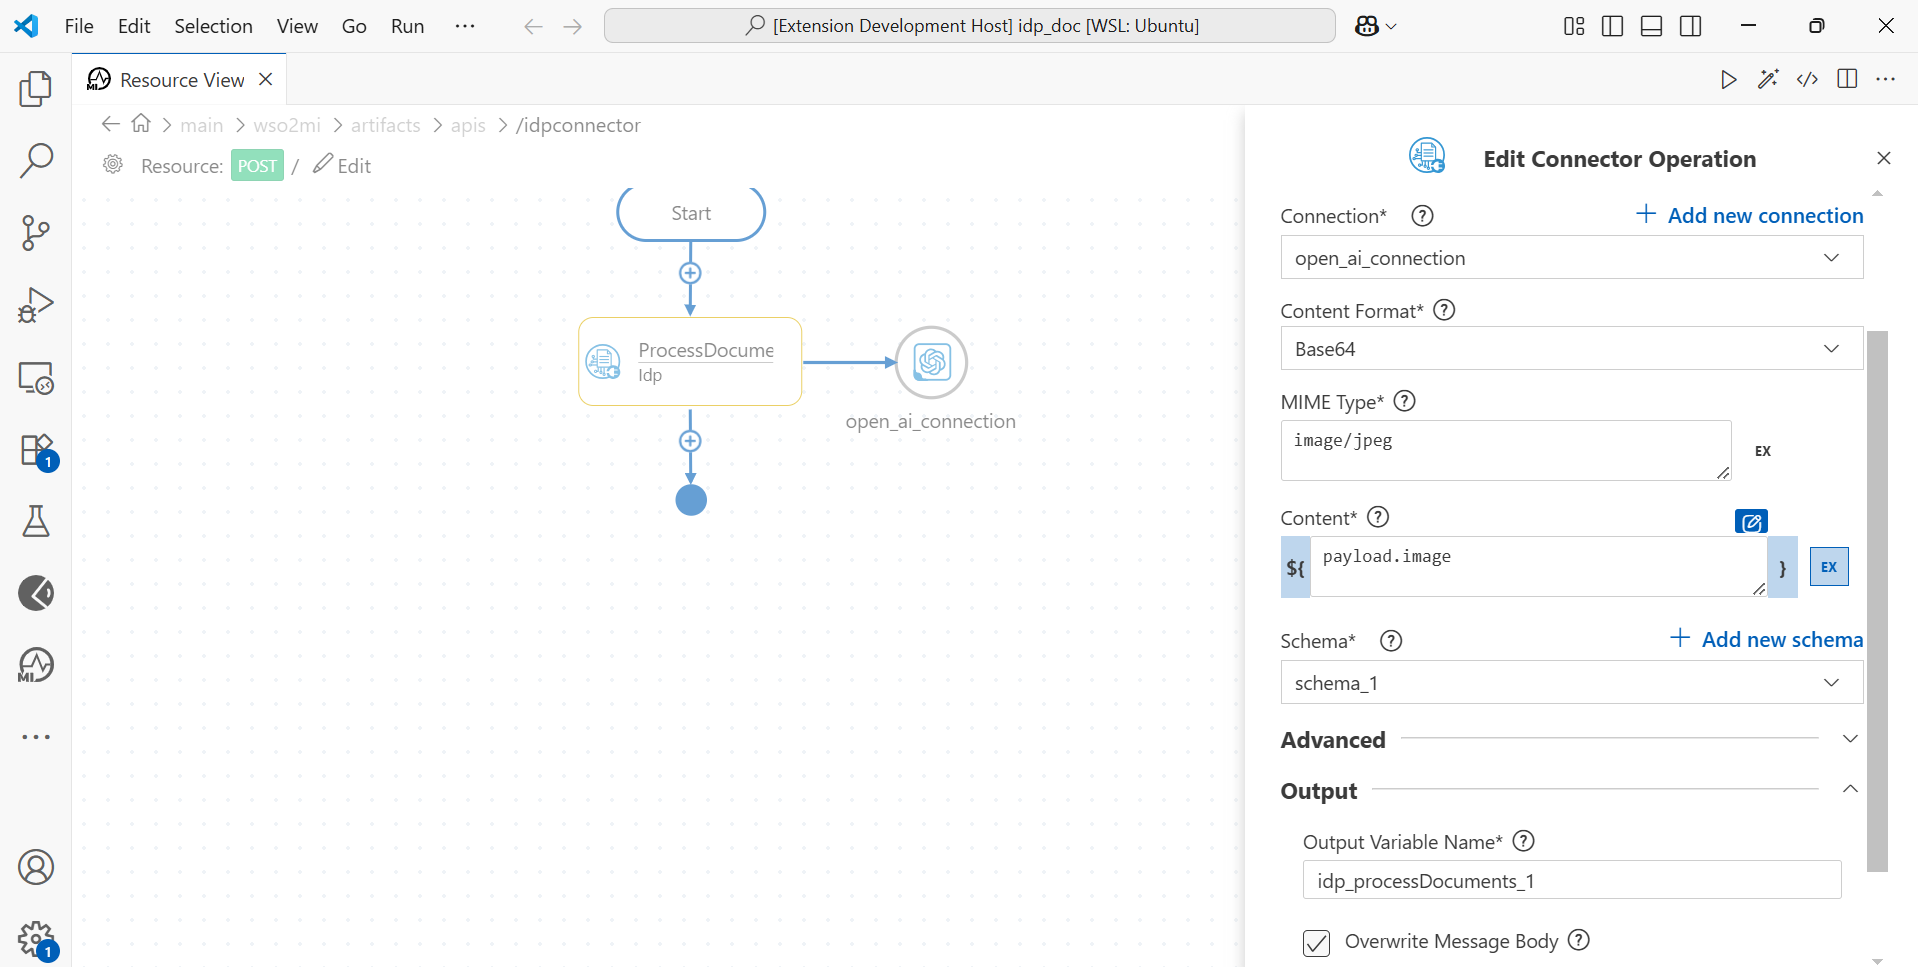 File Edit Selection View Go Run ···
[Extension Development Host] idp_doc [WSL: Ubuntu]
Resource View
main > wso2mi > artifacts > apis > /idpconnector
Resource: POST / Edit
Start
ProcessDocume
Idp
open_ai_connection
1
MI
1
Edit Connector Operation
Connection* ? + Add new connection
open_ai_connection
Content Format* ?
Base64
MIME Type* ?
image/jpeg
EX
Content* ?
${ payload.image } EX
Schema* ? + Add new schema
schema_1
Advanced
Output
Output Variable Name* ?
idp_processDocuments_1
Overwrite Message Body ?